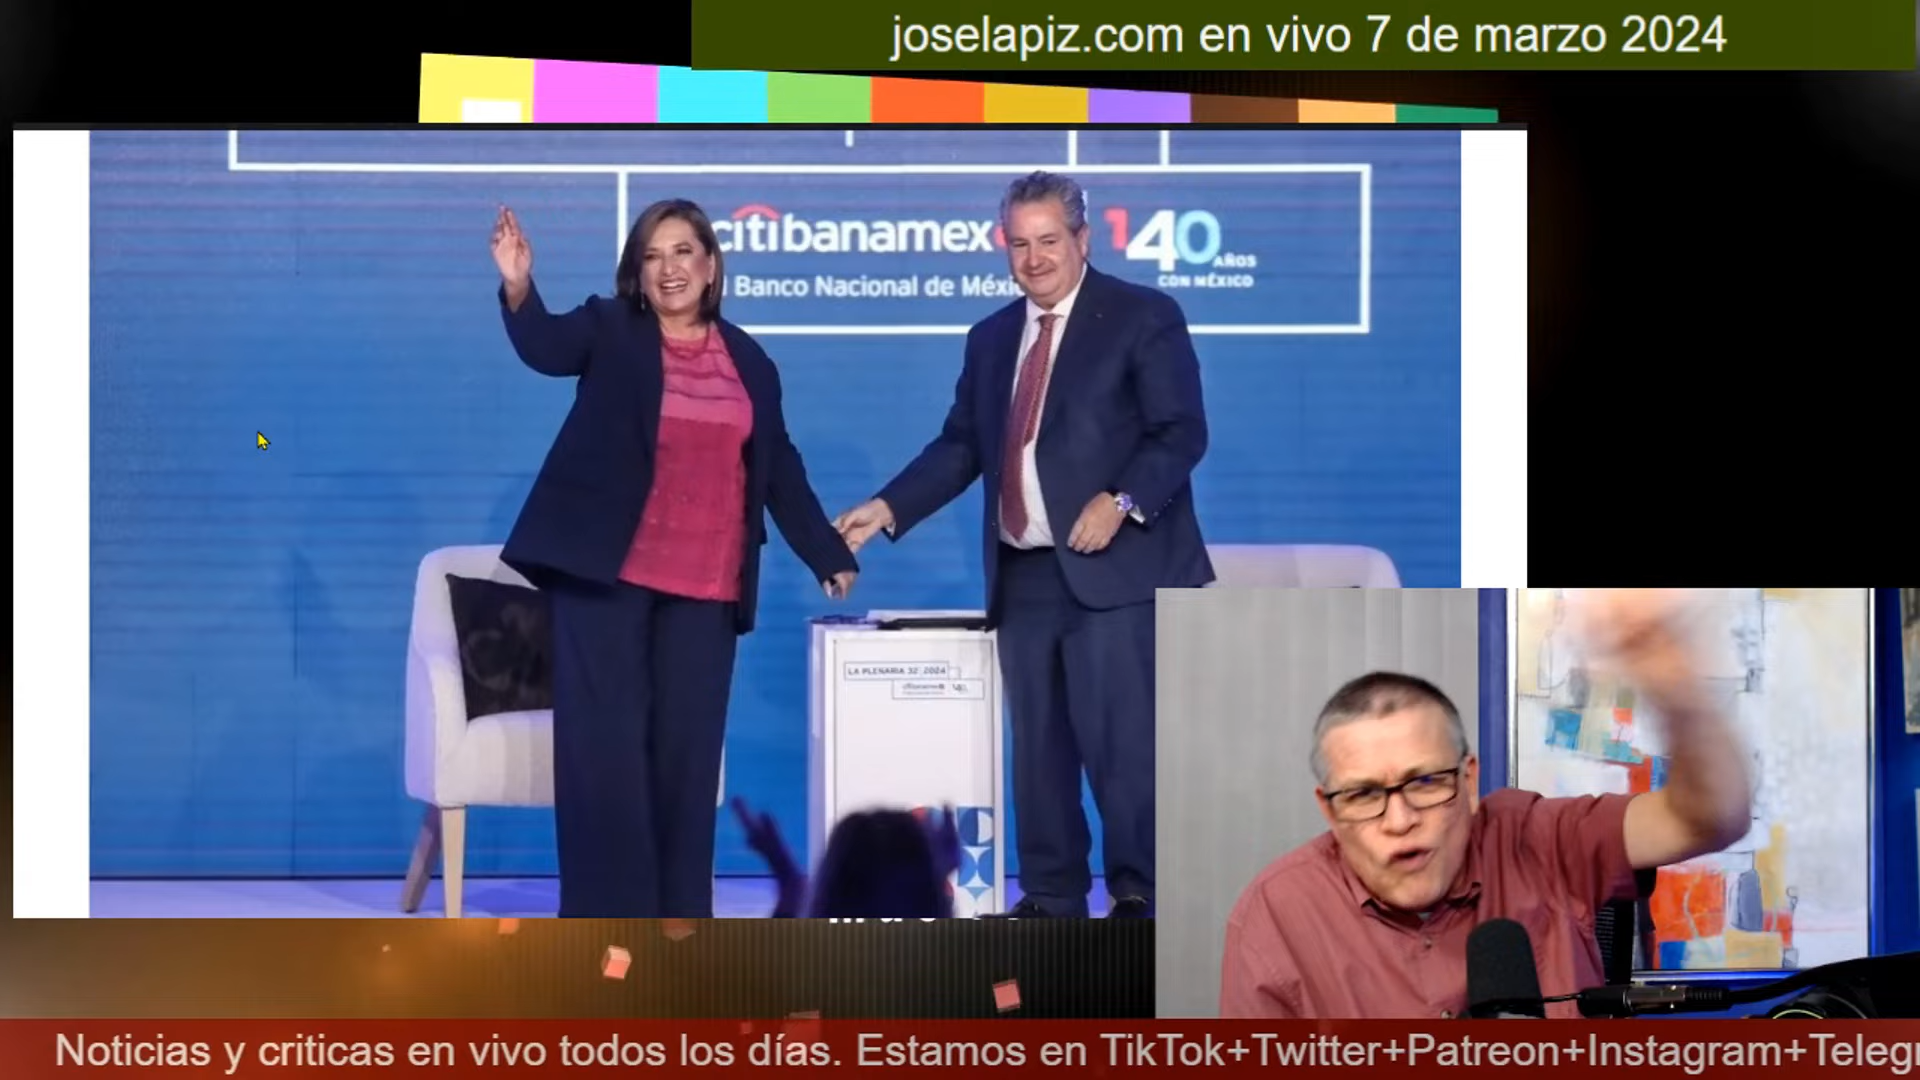 joselapiz.com en vivo 7 de marzo 2024
citibanamex
Banco Nacional de Méxi
140
AÑOS
CON MÉXICO
LA PLENARIA 32 2024
citibanamex
Noticias y criticas en vivo todos los días. Estamos en TikTok+Twitter+Patreon+Instagram+Telegr